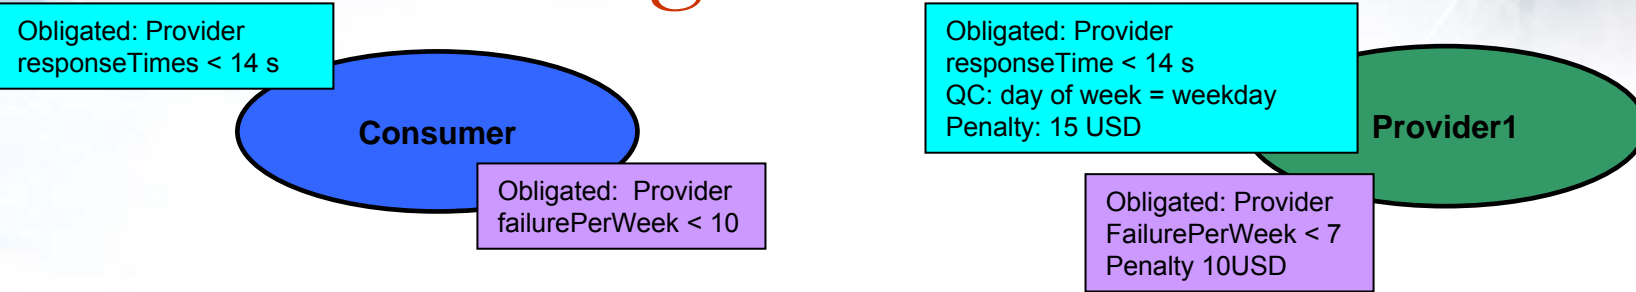 Obligated: Provider
responseTimes < 14 s
Consumer
Obligated:  Provider
failurePerWeek < 10
Obligated: Provider
responseTime < 14 s
QC: day of week = weekday
Penalty: 15 USD
Provider1
Obligated: Provider
FailurePerWeek < 7
Penalty 10USD